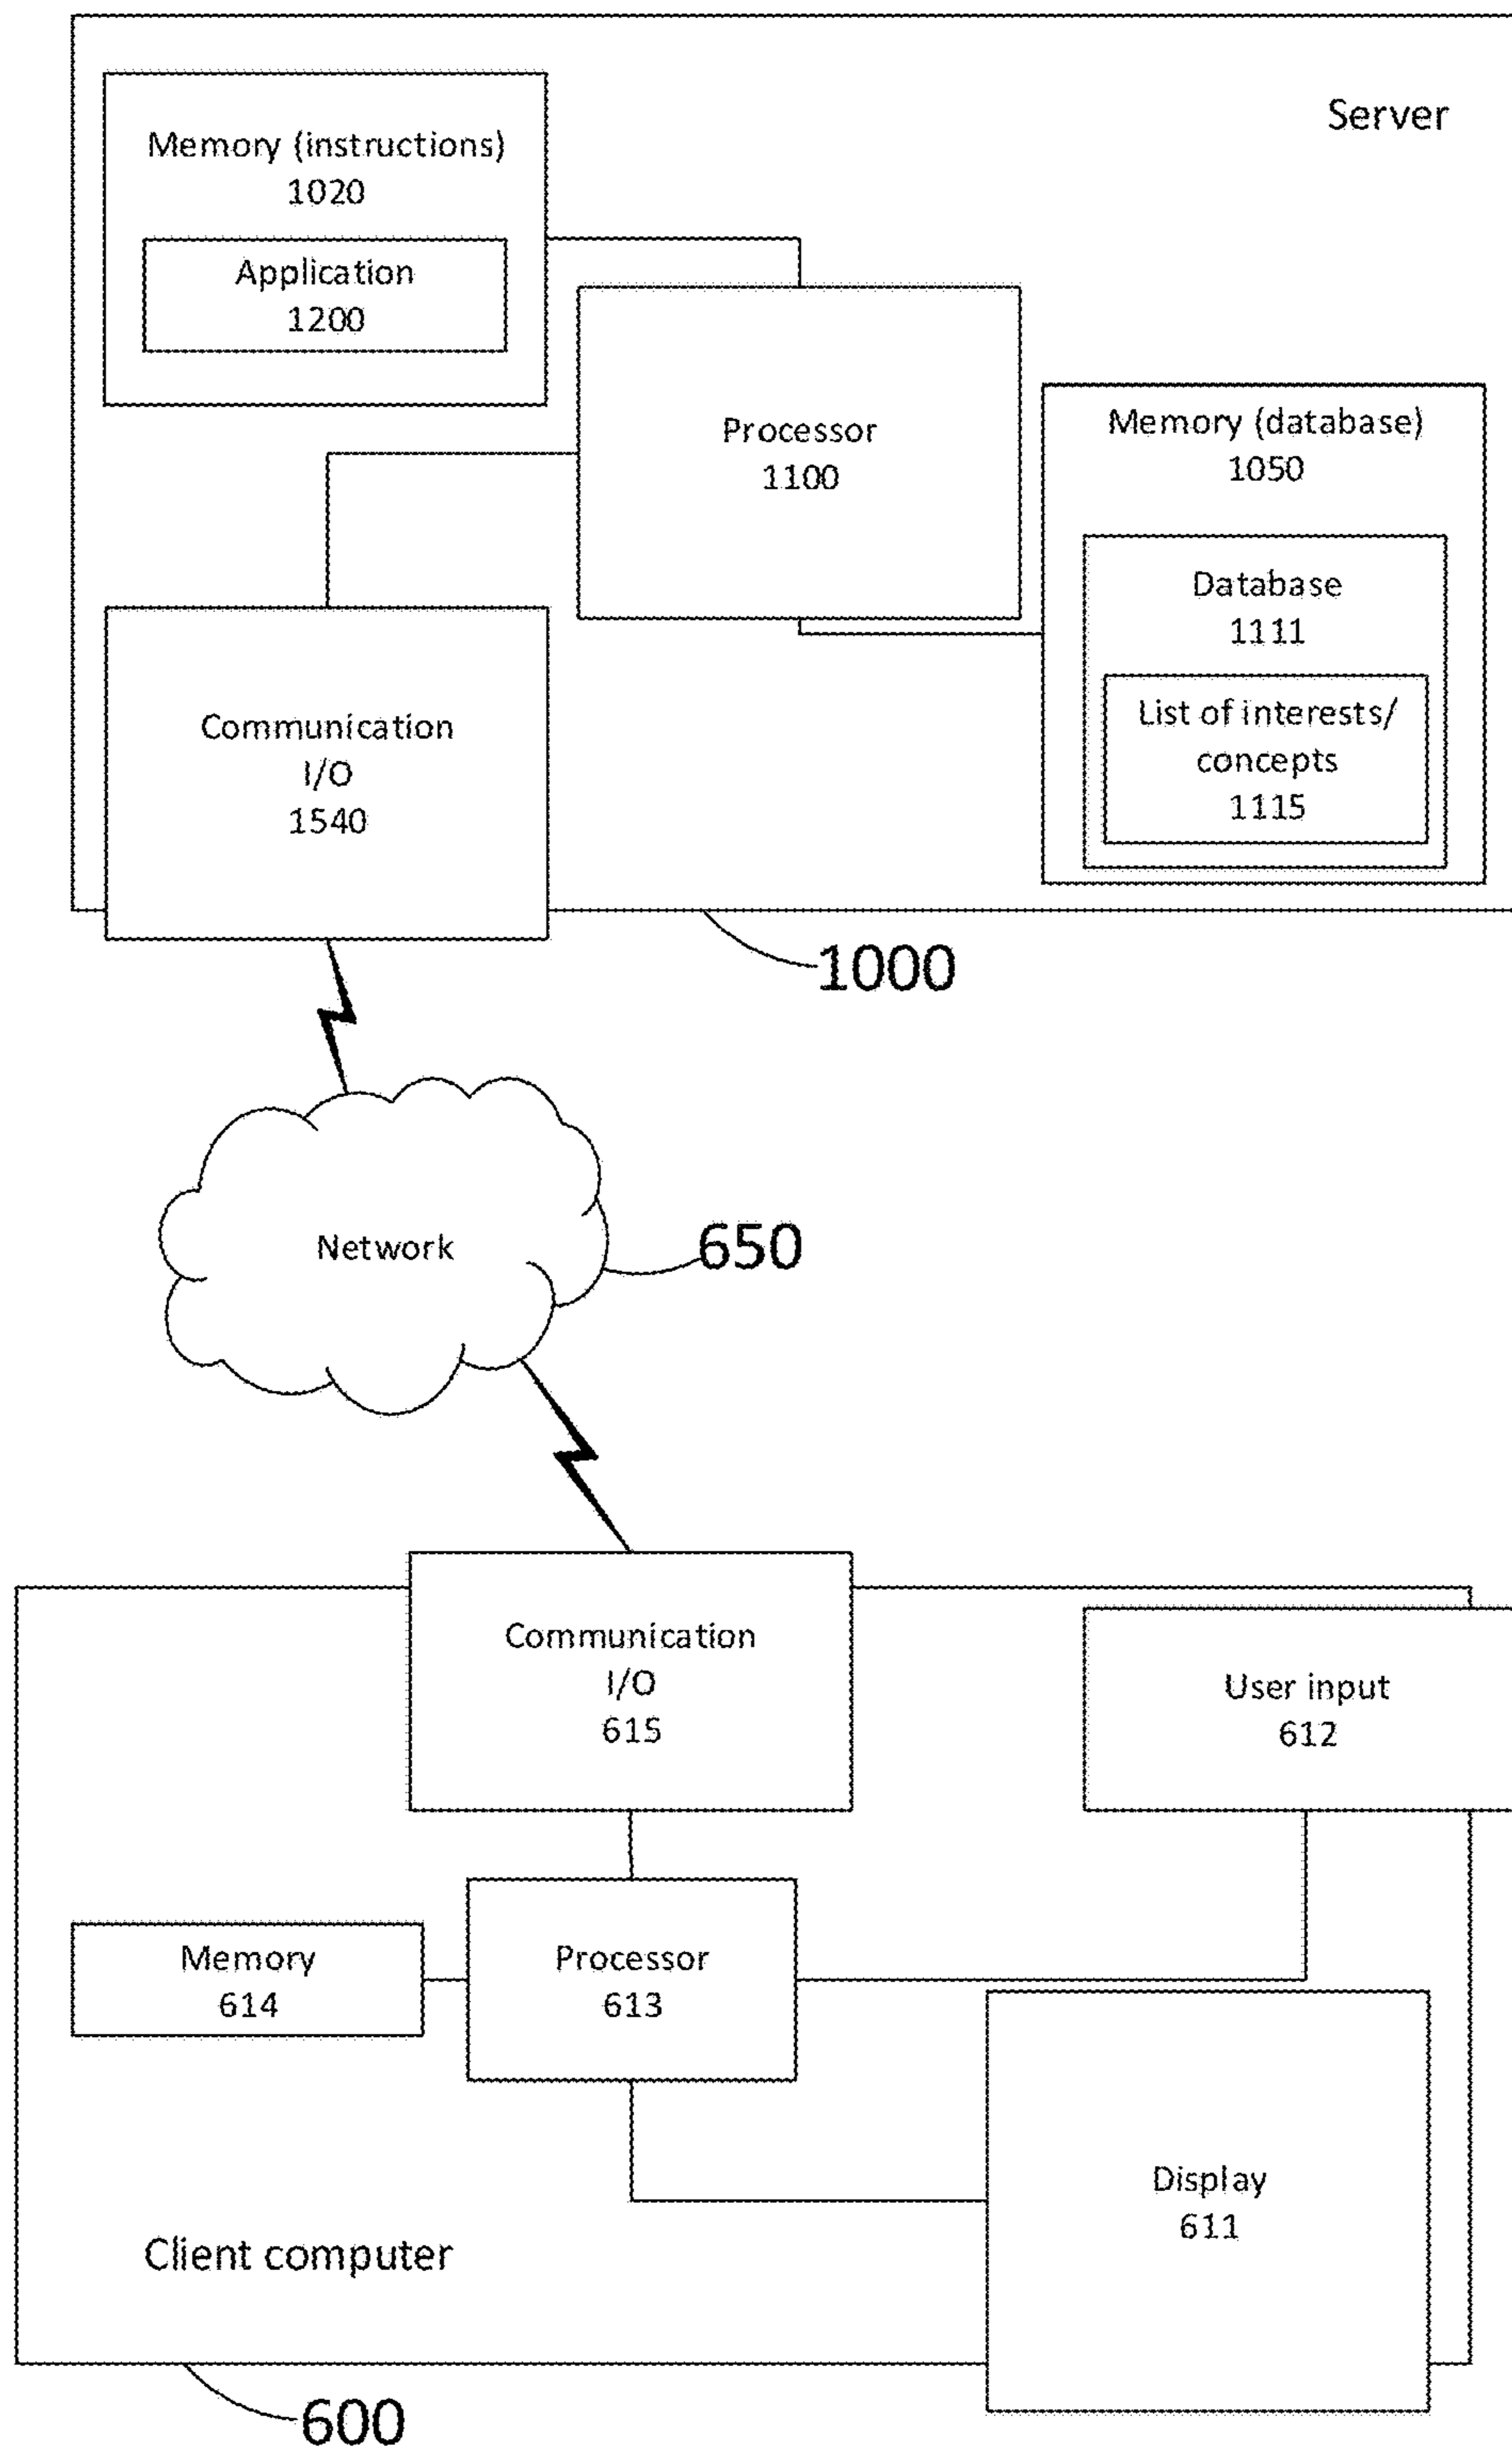 Server
Memory (instructions)
1020
Application
1200
Processor
1100
Memory (database)
1050
Database
1111
List of interests/
concepts
1115
Communication
I/O
1540
1000
Network
650
Communication
I/O
615
User input
612
Memory
614
Processor
613
Display
611
Client computer
600